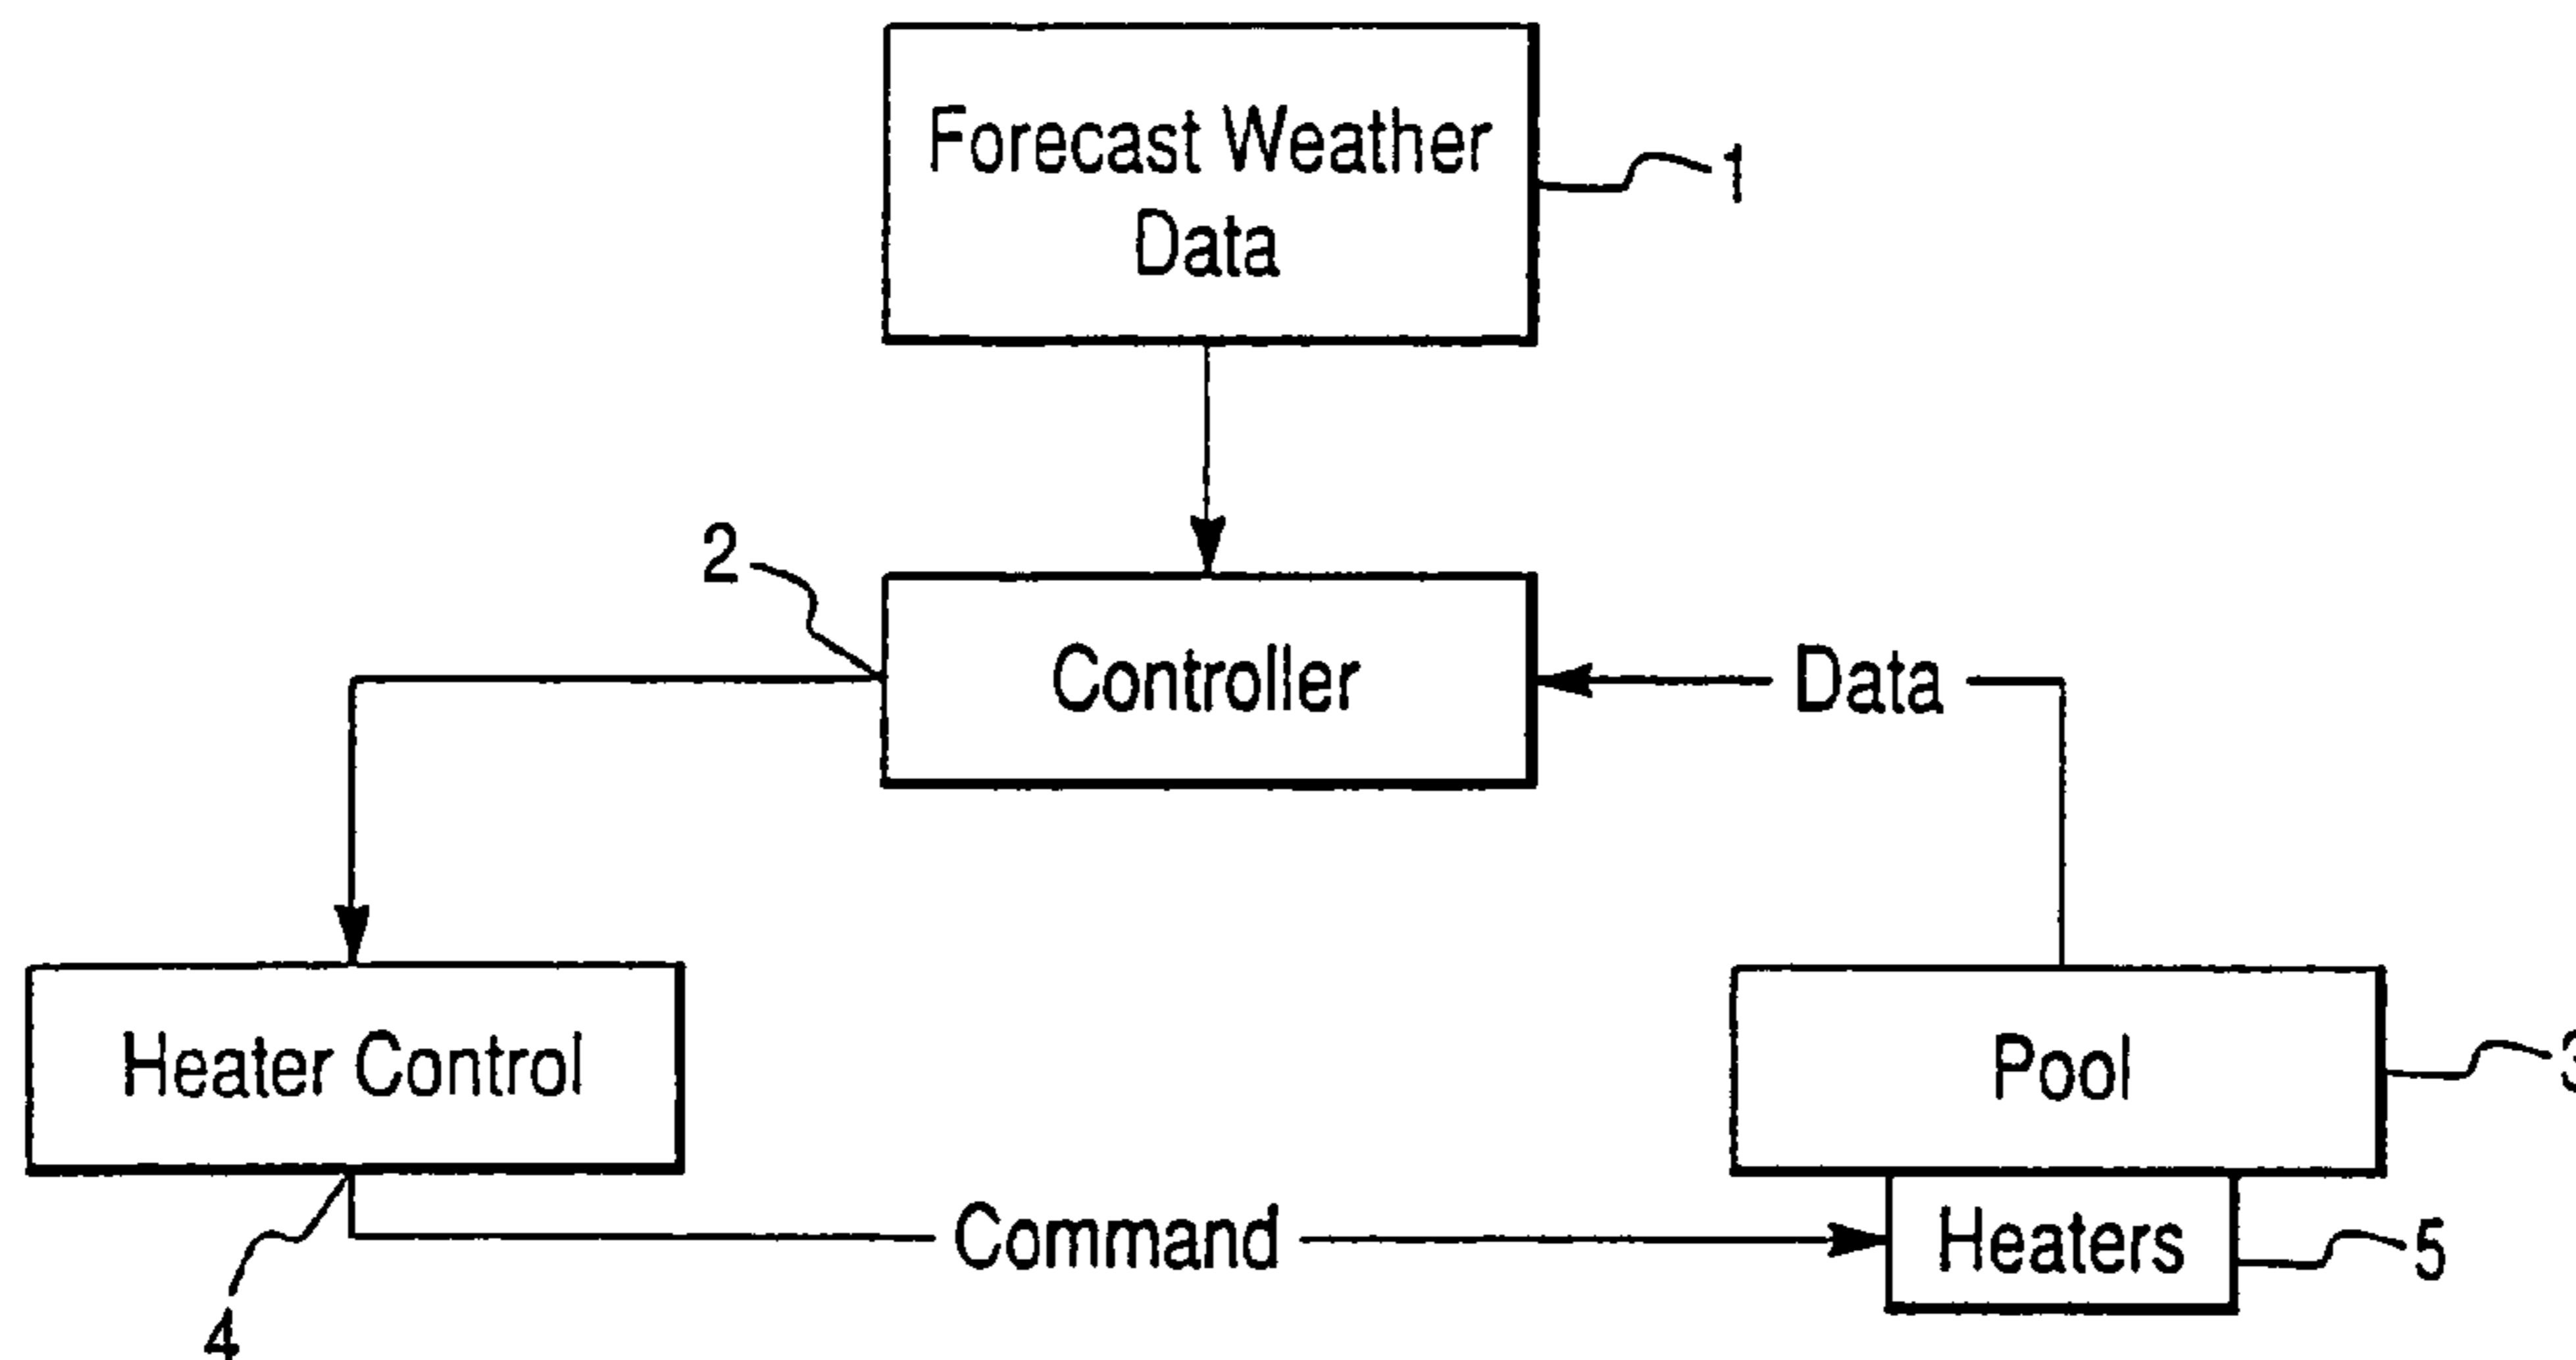 Forecast Weather
Data
1
2
Controller
Data
Heater Control
Pool
3
Command
Heaters
5
4